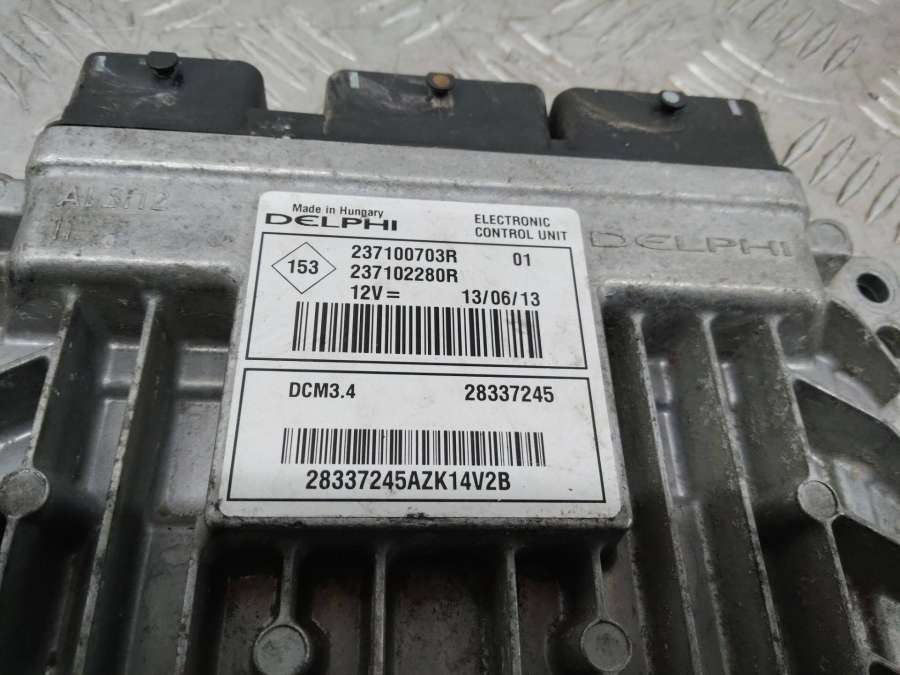 Made in Hungary
DELPHI
ELECTRONIC
CONTROL UNIT
DELPHI
153
237100703R 01
237102280R
12V= 13/06/13
DCM3.4 28337245
28337245AZK14V2B